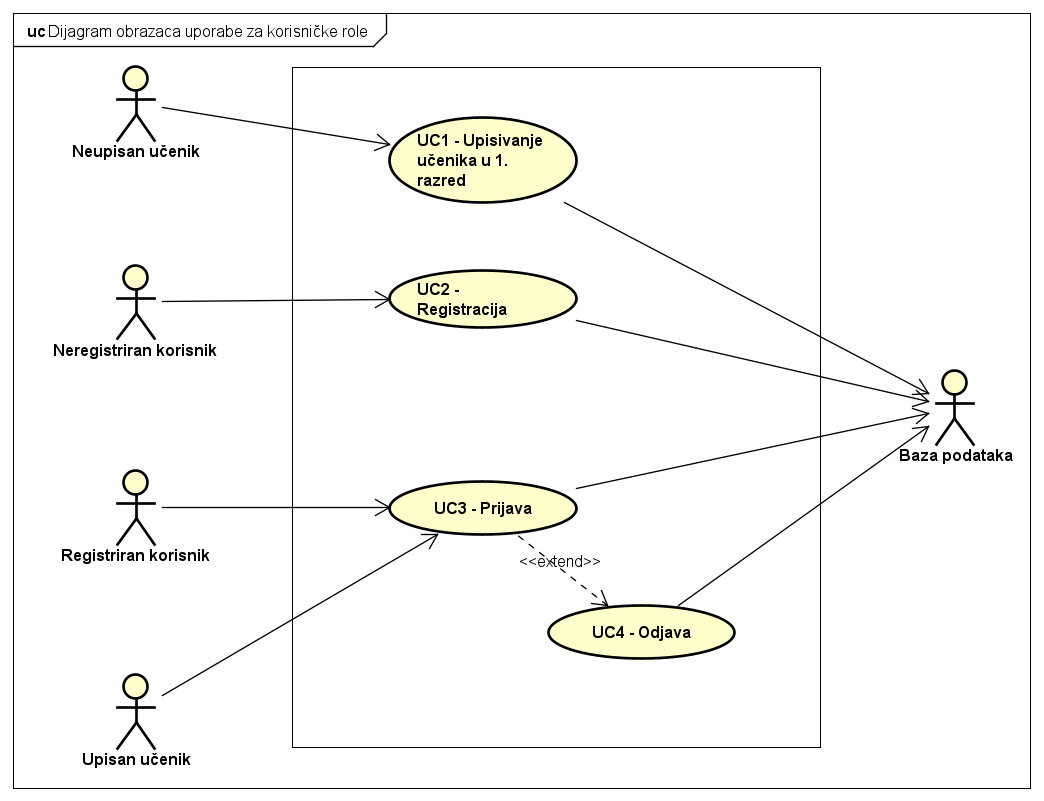 uc Dijagram obrazaca uporabe za korisničke role
Neupisan učenik
UC1 - Upisivanje
učenika u 1.
razred
Neregistriran korisnik
UC2 -
Registracija
Baza podataka
Registriran korisnik
UC3 - Prijava
<<extend>>
UC4 - Odjava
Upisan učenik